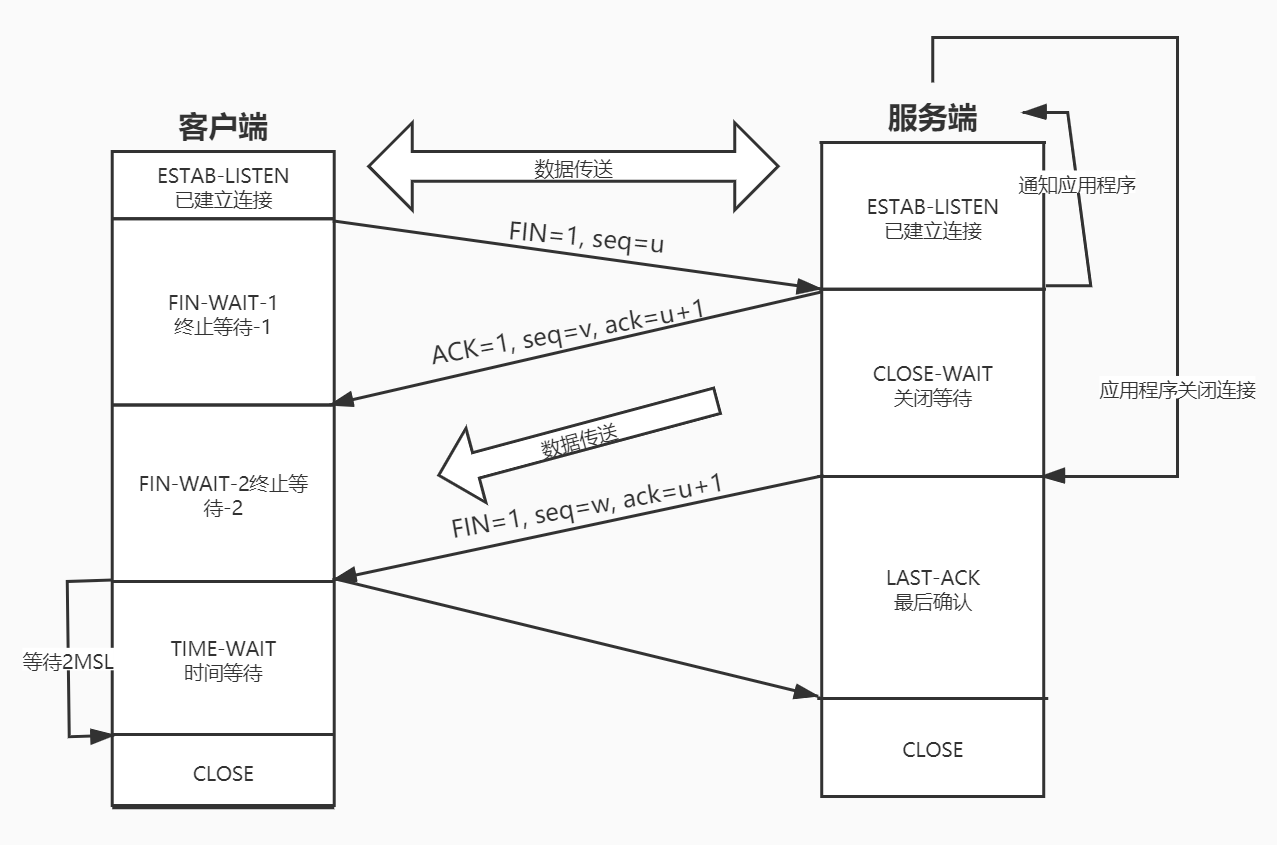 客户端
服务端
ESTAB-LISTEN
已建立连接
数据传送
ESTAB-LISTEN
已建立连接
通知应用程序
FIN=1, seq=u
FIN-WAIT-1
终止等待-1
ACK=1, seq=v, ack=u+1
CLOSE-WAIT
关闭等待
应用程序关闭连接
数据传送
FIN-WAIT-2终止等
待-2
FIN=1, seq=w, ack=u+1
LAST-ACK
最后确认
等待2MSL
TIME-WAIT
时间等待
CLOSE
CLOSE